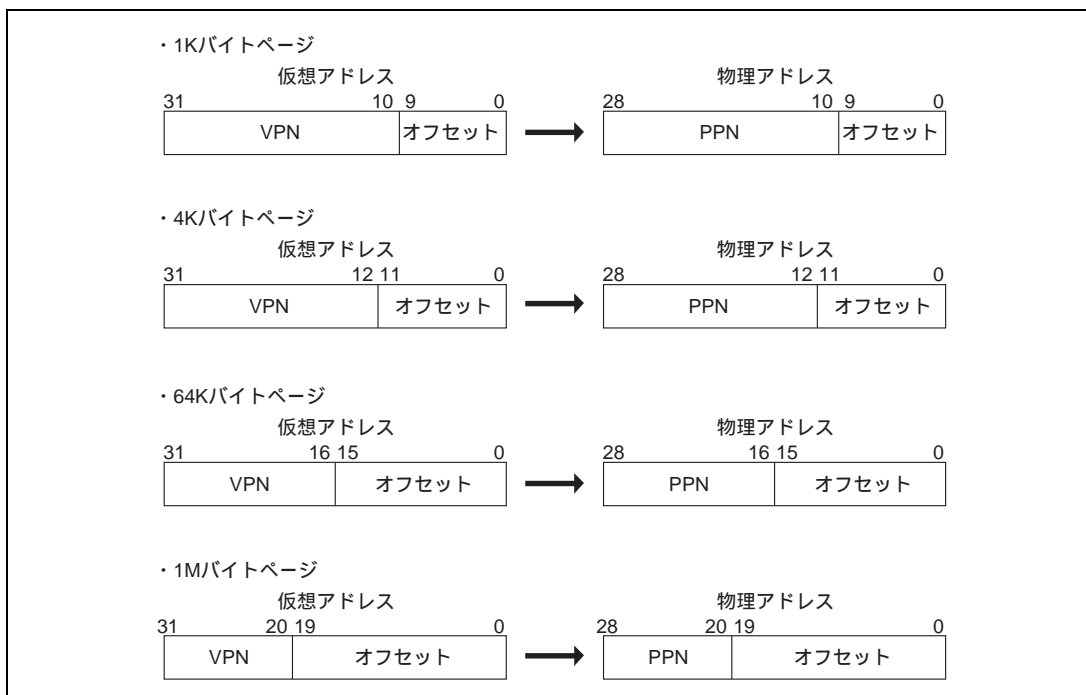 ・1Kバイトページ
仮想アドレス 物理アドレス
31 10 9 0 28 10 9 0
VPN オフセット PPN オフセット
・4Kバイトページ
仮想アドレス 物理アドレス
31 12 11 0 28 12 11 0
VPN オフセット PPN オフセット
・64Kバイトページ
仮想アドレス 物理アドレス
31 16 15 0 28 16 15 0
VPN オフセット PPN オフセット
・1Mバイトページ
仮想アドレス 物理アドレス
31 20 19 0 28 20 19 0
VPN オフセット PPN オフセット